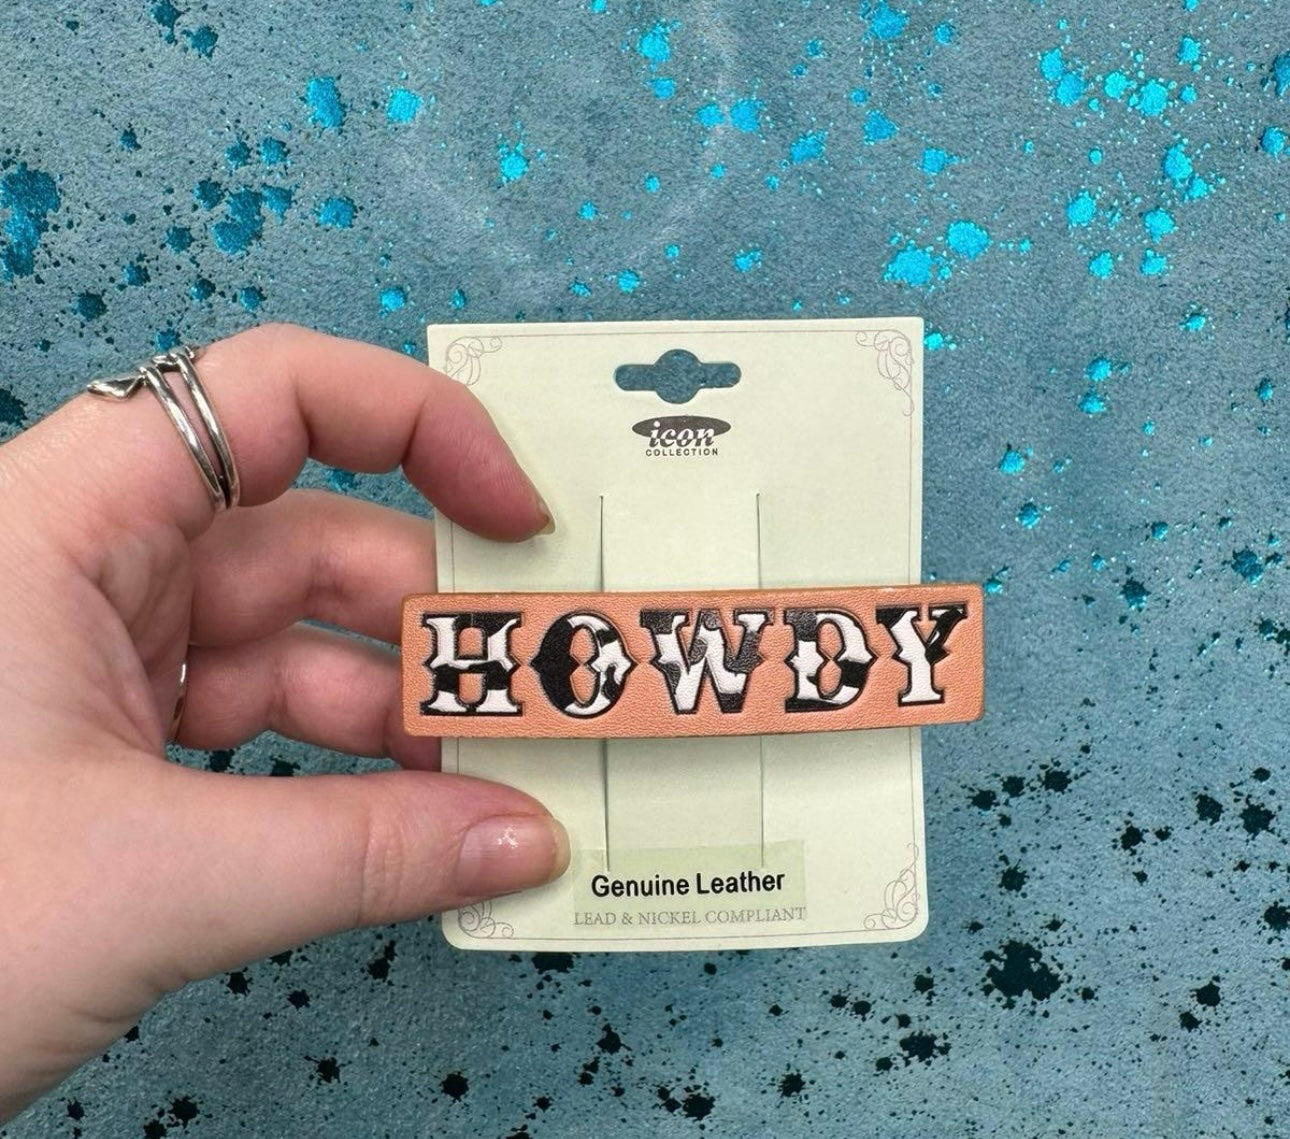 icon
COLLECTION
HOWDY
Genuine Leather
LEAD & NICKEL COMPLIANT